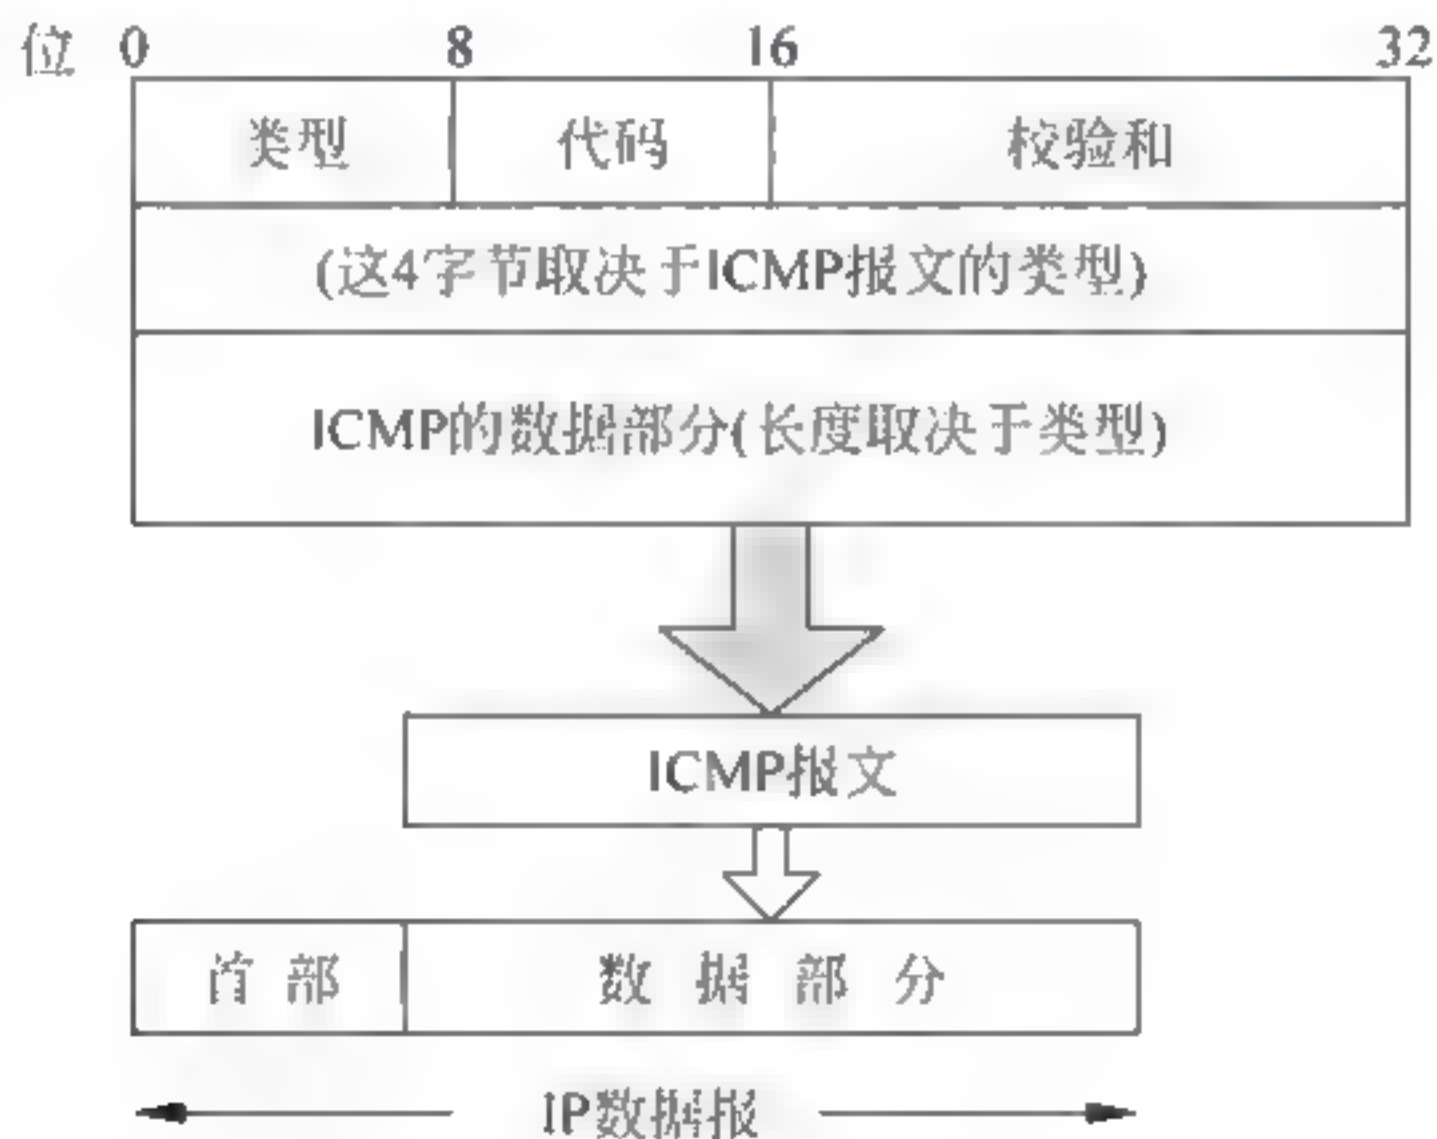 位 0 8 16 32
类型 代码 校验和
(这4字节取决于ICMP报文的类型)
ICMP的数据部分(长度取决于类型)
ICMP报文
首部 数据部分
IP数据报